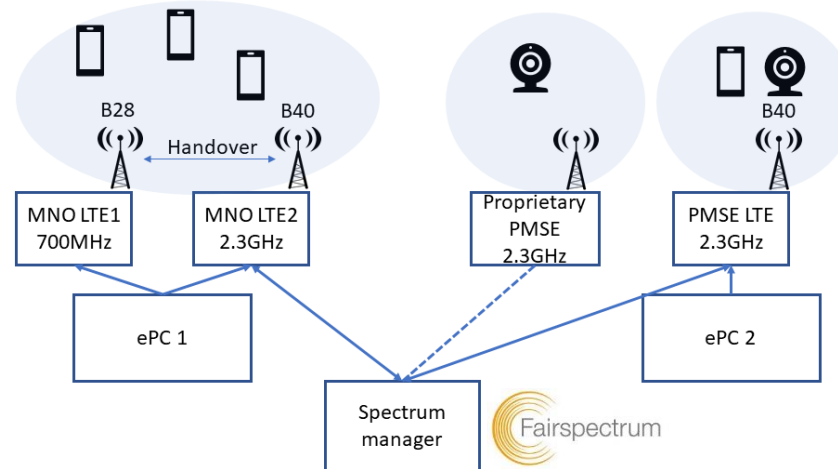 B28
B40
B40
Handover
MNO LTE1
700MHz
MNO LTE2
2.3GHz
Proprietary
PMSE
2.3GHz
PMSE LTE
2.3GHz
ePC 1
ePC 2
Spectrum
manager
Fairspectrum